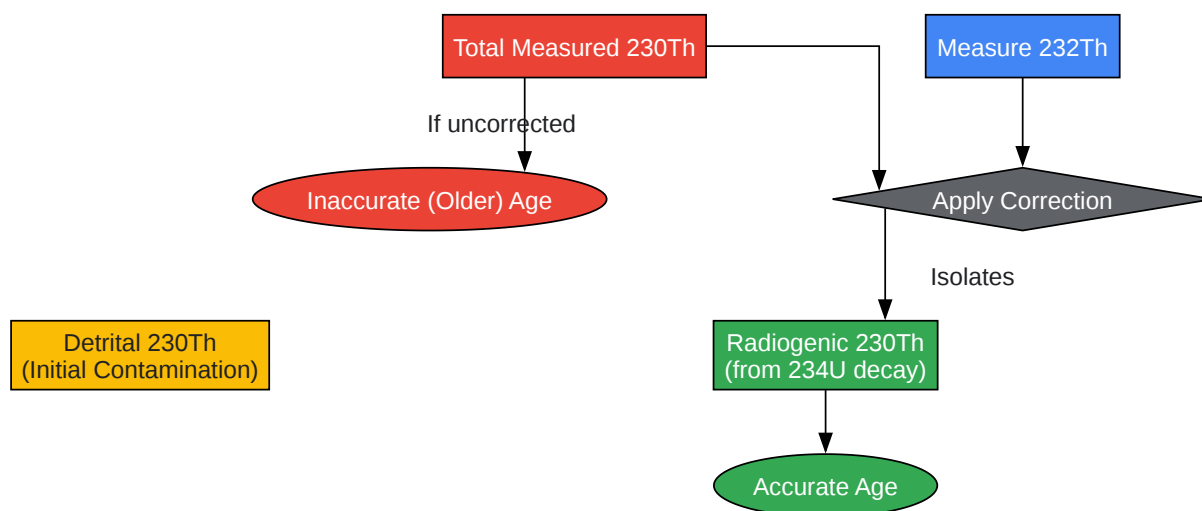 Total Measured 230Th
Measure 232Th
If uncorrected
Inaccurate (Older) Age
Apply Correction
Isolates
Detrital 230Th
(Initial Contamination)
Radiogenic 230Th
(from 234U decay)
Accurate Age